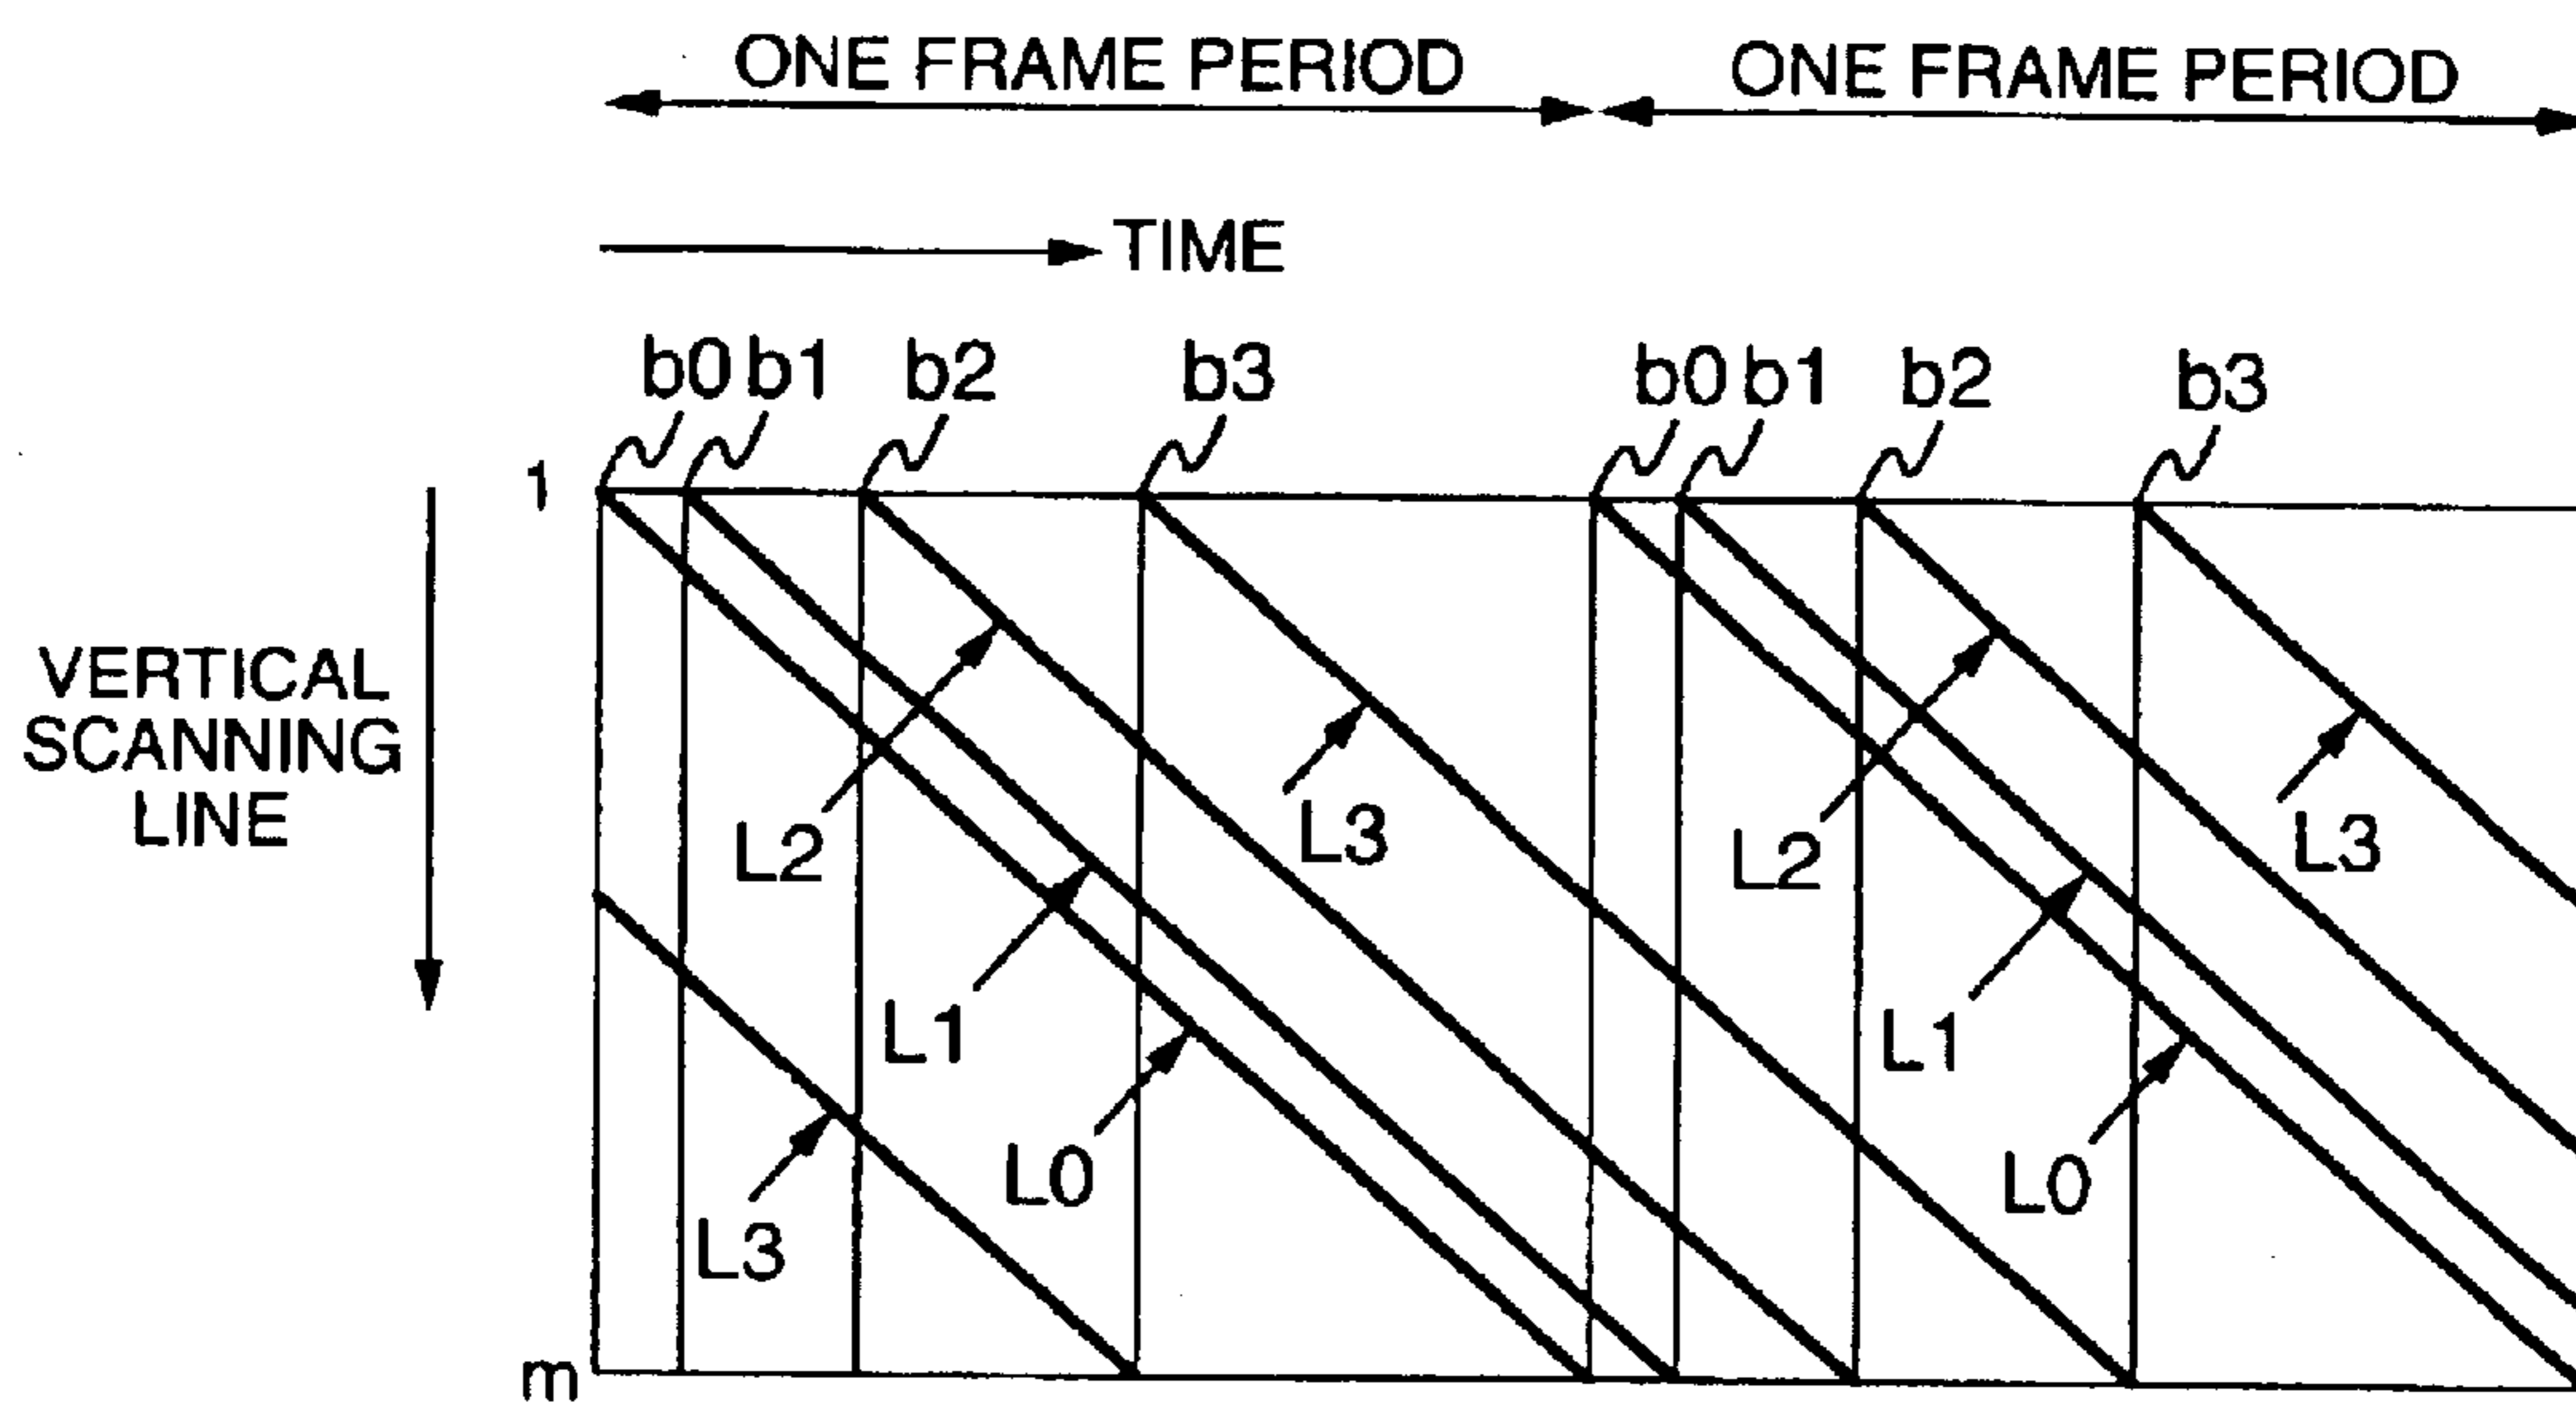 ONE FRAME PERIOD ONE FRAME PERIOD
TIME
b0 b1 b2 b3 b0 b1 b2 b3
1
VERTICAL
SCANNING
LINE
L2 L3 L2 L3
L1 L1
L0 L0
L3
m